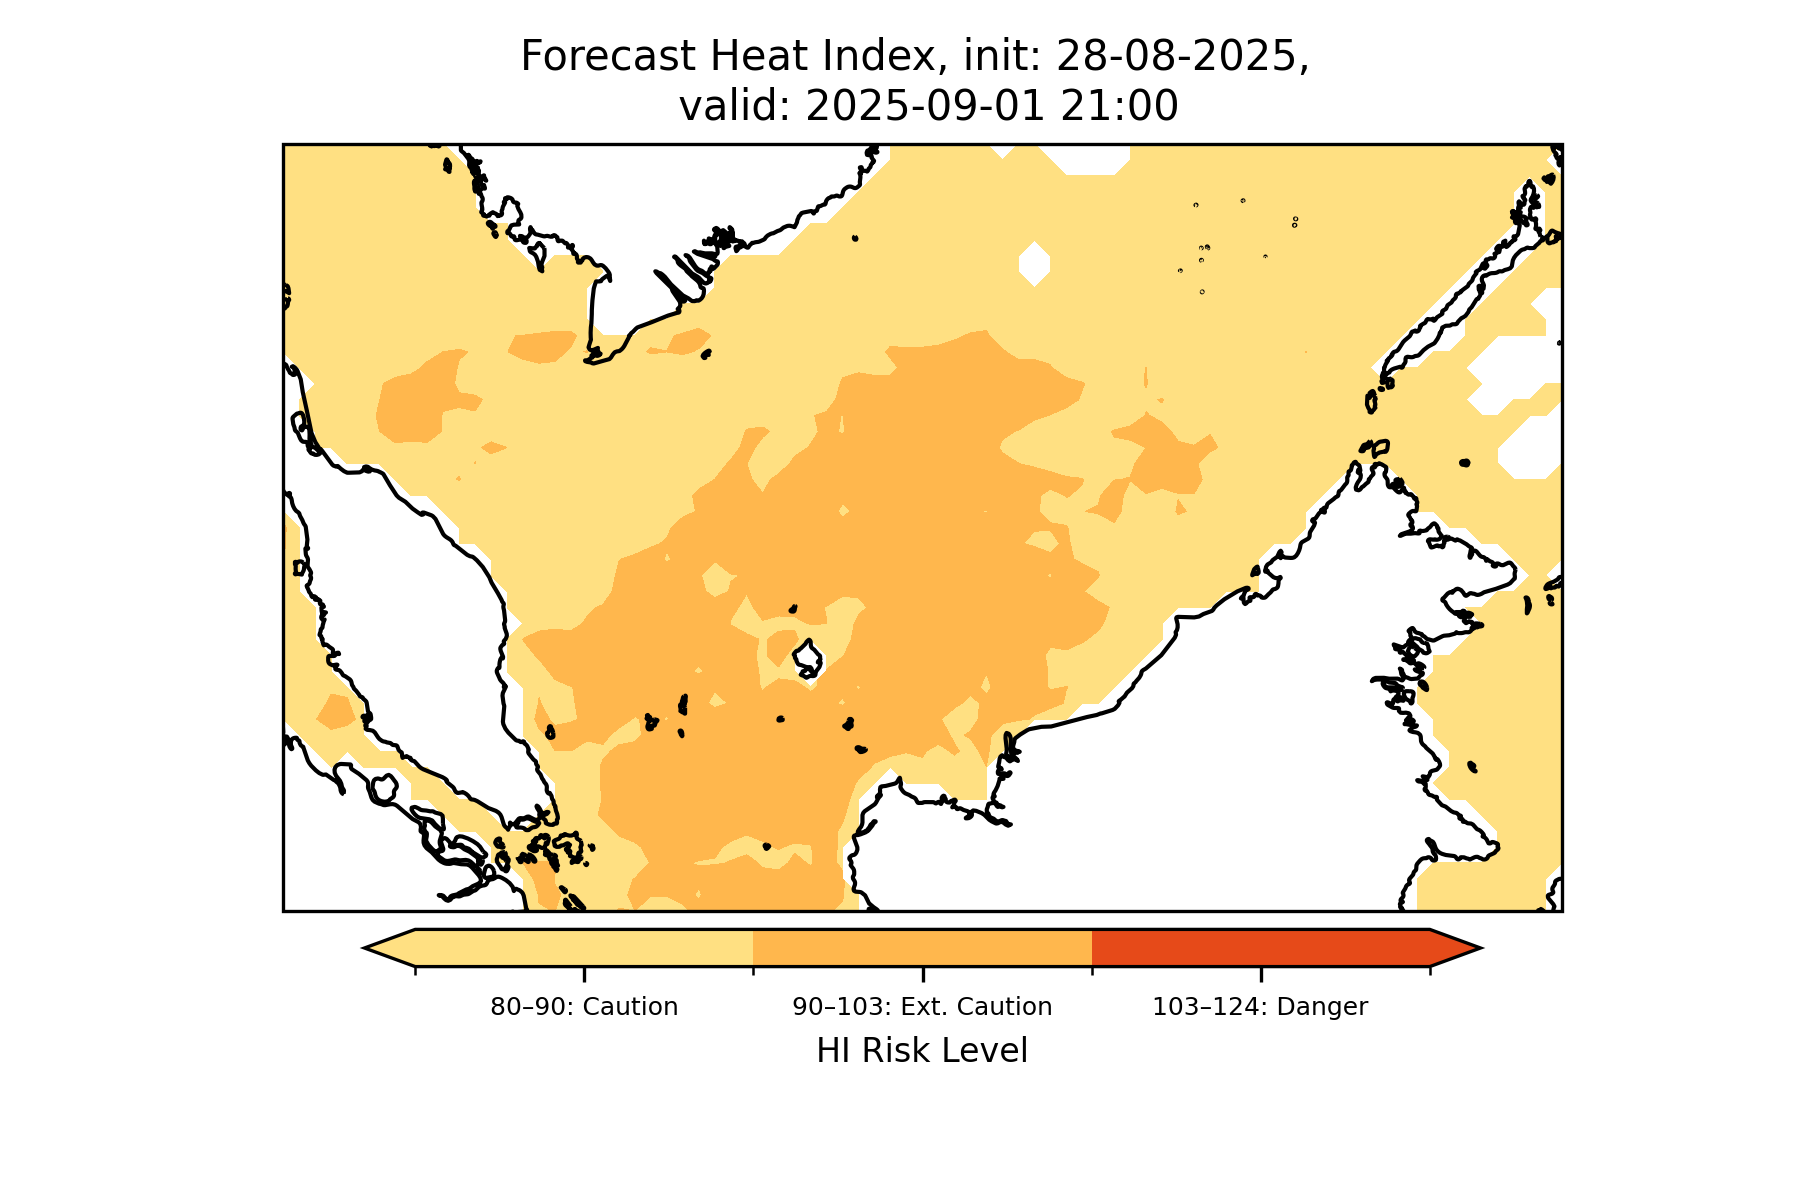 Forecast Heat Index, init: 28-08-2025,
valid: 2025-09-01 21:00
80–90: Caution
90–103: Ext. Caution
103–124: Danger
HI Risk Level